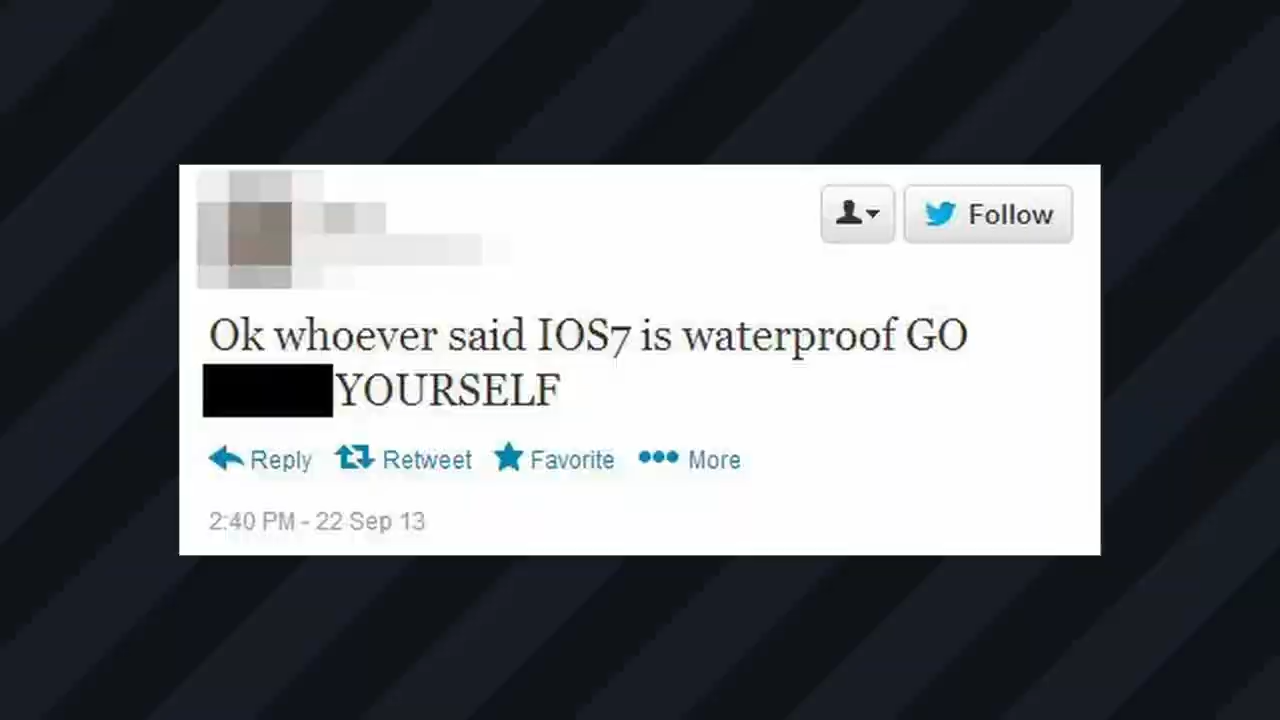 Follow
Ok whoever said IOS7 is waterproof GO
YOURSELF
Reply Retweet Favorite More
2:40 PM - 22 Sep 13